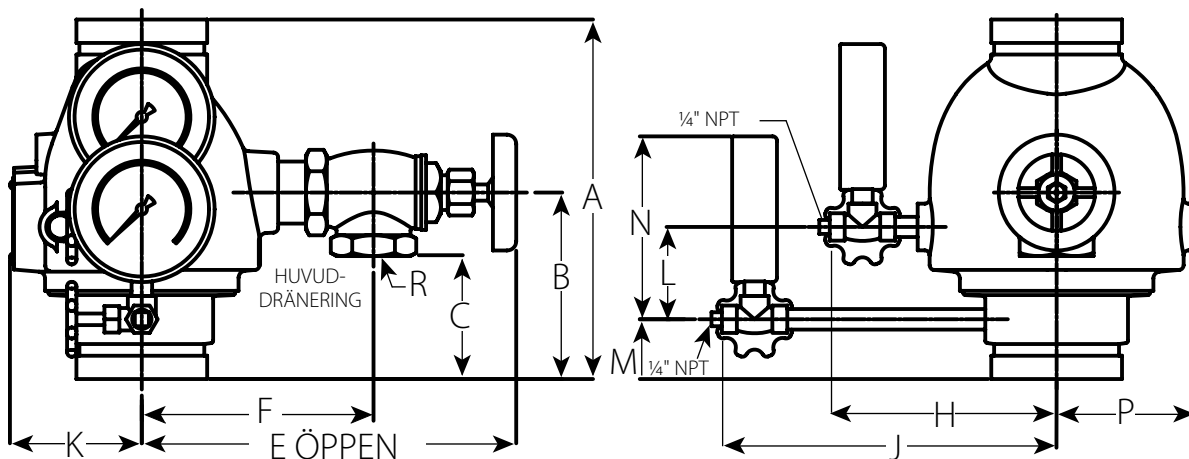 A
B
C
HUVUD-
DRÄNERING
R
F
K
E ÖPPEN
¼" NPT
N
L
M
¼" NPT
H
P
J